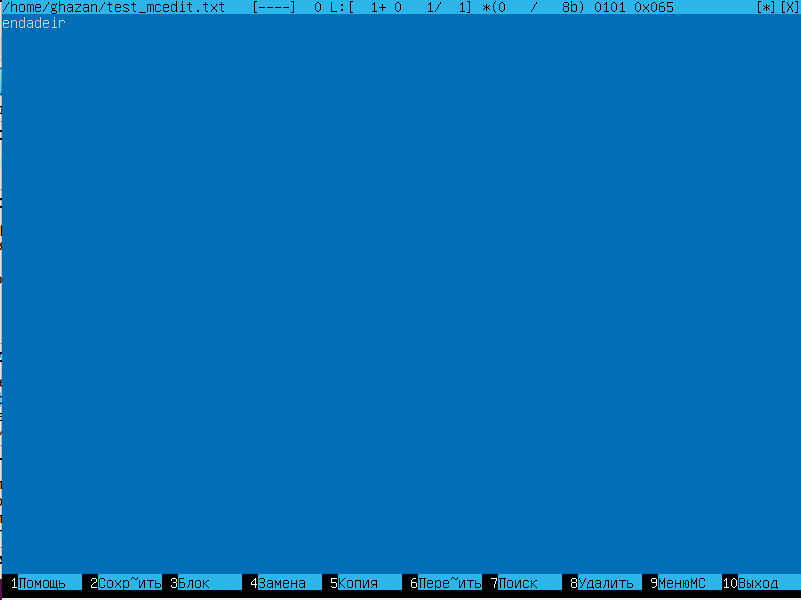 /home/ghazan/test_mcedit.txt [----] 0 L:[ 1+ 0 1/ 1] *(0 / 8b) 0101 0x065 [*][X]
endadeir
1Помощь 2Сохр~ить 3Блок 4Замена 5Копия 6Пере~ить 7Поиск 8Удалить 9МенюМС 10Выход